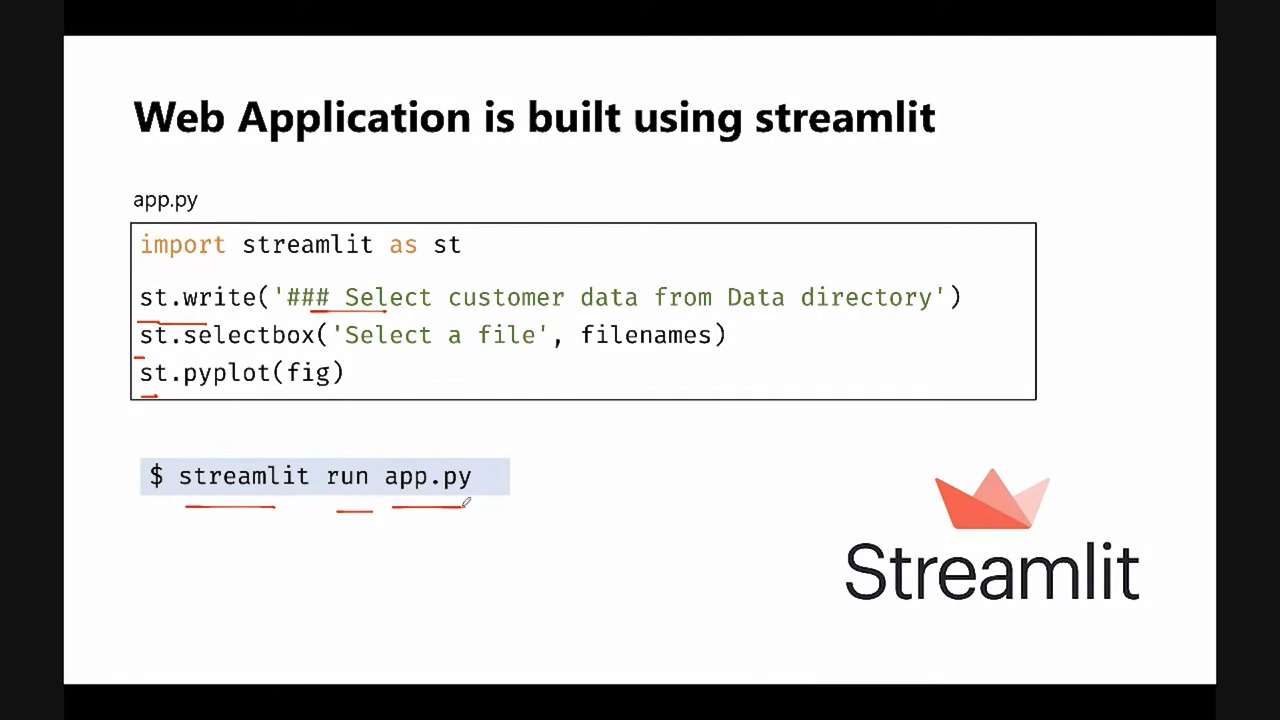 Web Application is built using streamlit
app.py
import streamlit as st
st.write('### Select customer data from Data directory')
st.selectbox('Select a file', filenames)
st.pyplot(fig)
$ streamlit run app.py
Streamlit